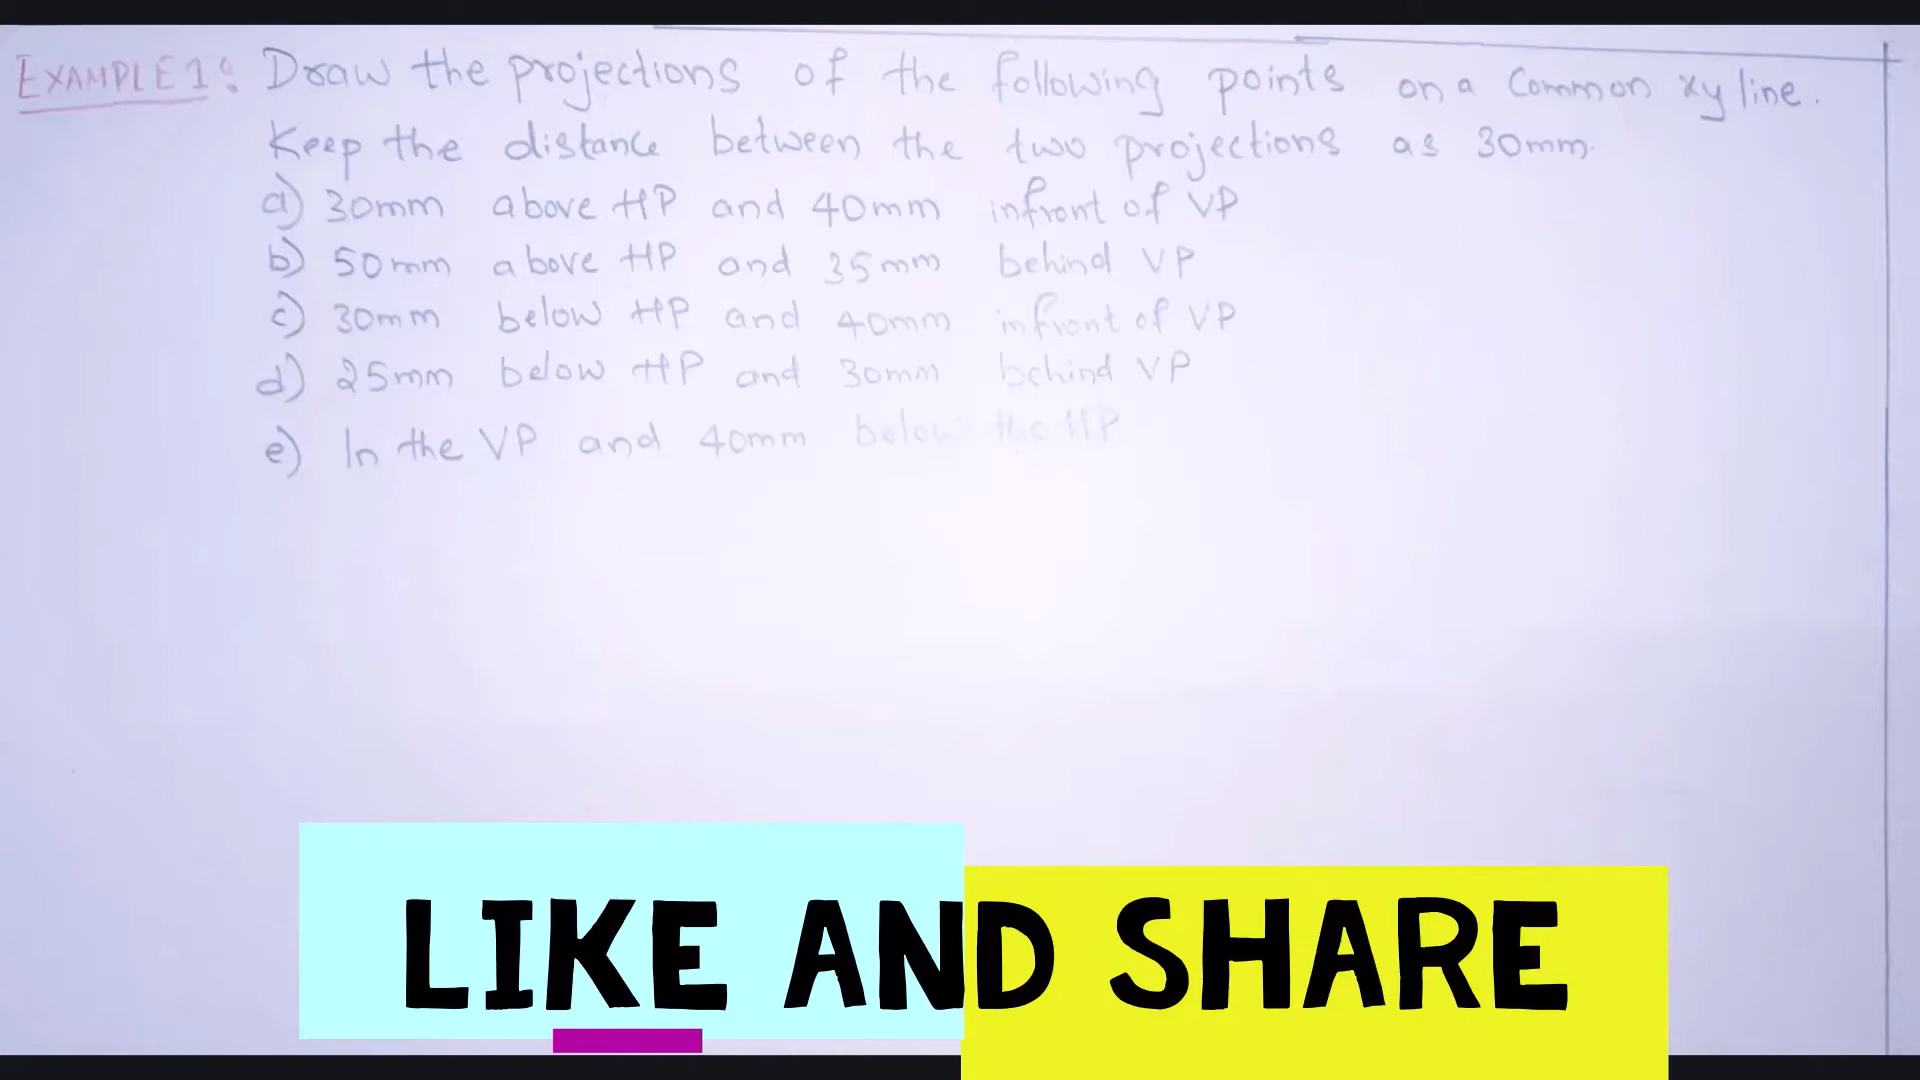 EXAMPLE 1: Draw the projections of the following points on a common xy line.
Keep the distance between the two projections as 30mm.
a) 30mm above HP and 40mm infront of VP
b) 50mm above HP and 35mm behind VP
c) 30mm below HP and 40mm infront of VP
d) 25mm below HP and 30mm behind VP
e) In the VP and 40mm below the HP
LIKE AND SHARE